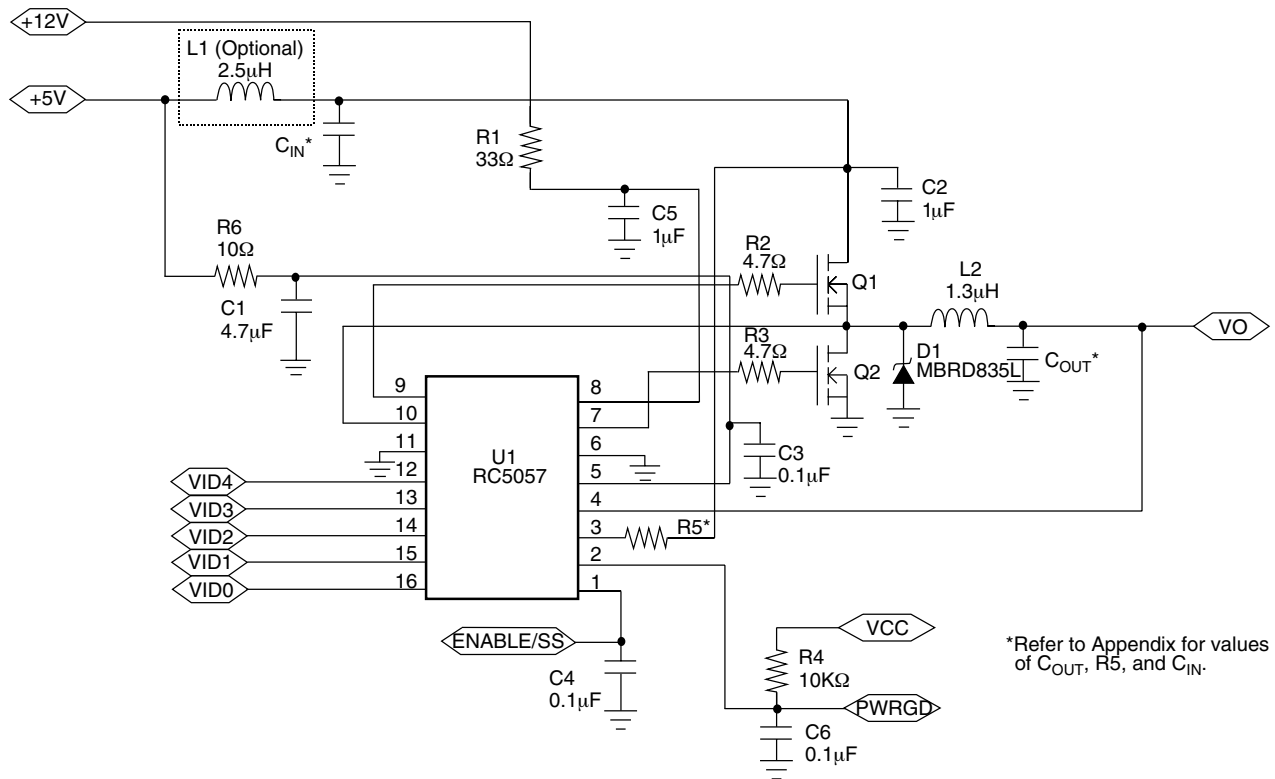 +12V
L1 (Optional)
2.5μH
+5V
CIN*
R1
33Ω
C5
1μF
C2
1μF
R6
10Ω
C1
4.7μF
R2
4.7Ω
Q1
L2
1.3μH
VO
R3
4.7Ω
Q2
D1
MBRD835L
COUT*
9
10
11
12
13
14
15
16
U1
RC5057
8
7
6
5
4
3
2
1
C3
0.1μF
R5*
VID4
VID3
VID2
VID1
VID0
ENABLE/SS
C4
0.1μF
VCC
R4
10KΩ
PWRGD
C6
0.1μF
*Refer to Appendix for values
of COUT, R5, and CIN.